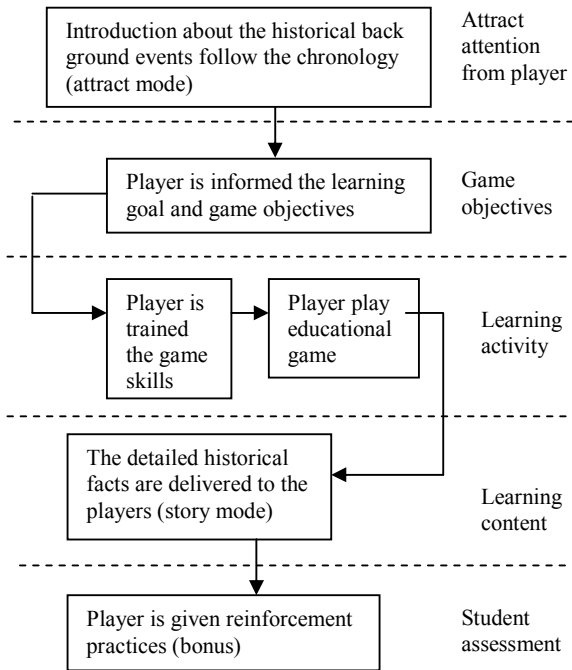 Introduction about the historical back
ground events follow the chronology
(attract mode)
Attract
attention
from player
Player is informed the learning
goal and game objectives
Game
objectives
Player is
trained
the game
skills
Player play
educational
game
Learning
activity
The detailed historical
facts are delivered to the
players (story mode)
Learning
content
Player is given reinforcement
practices (bonus)
Student
assessment